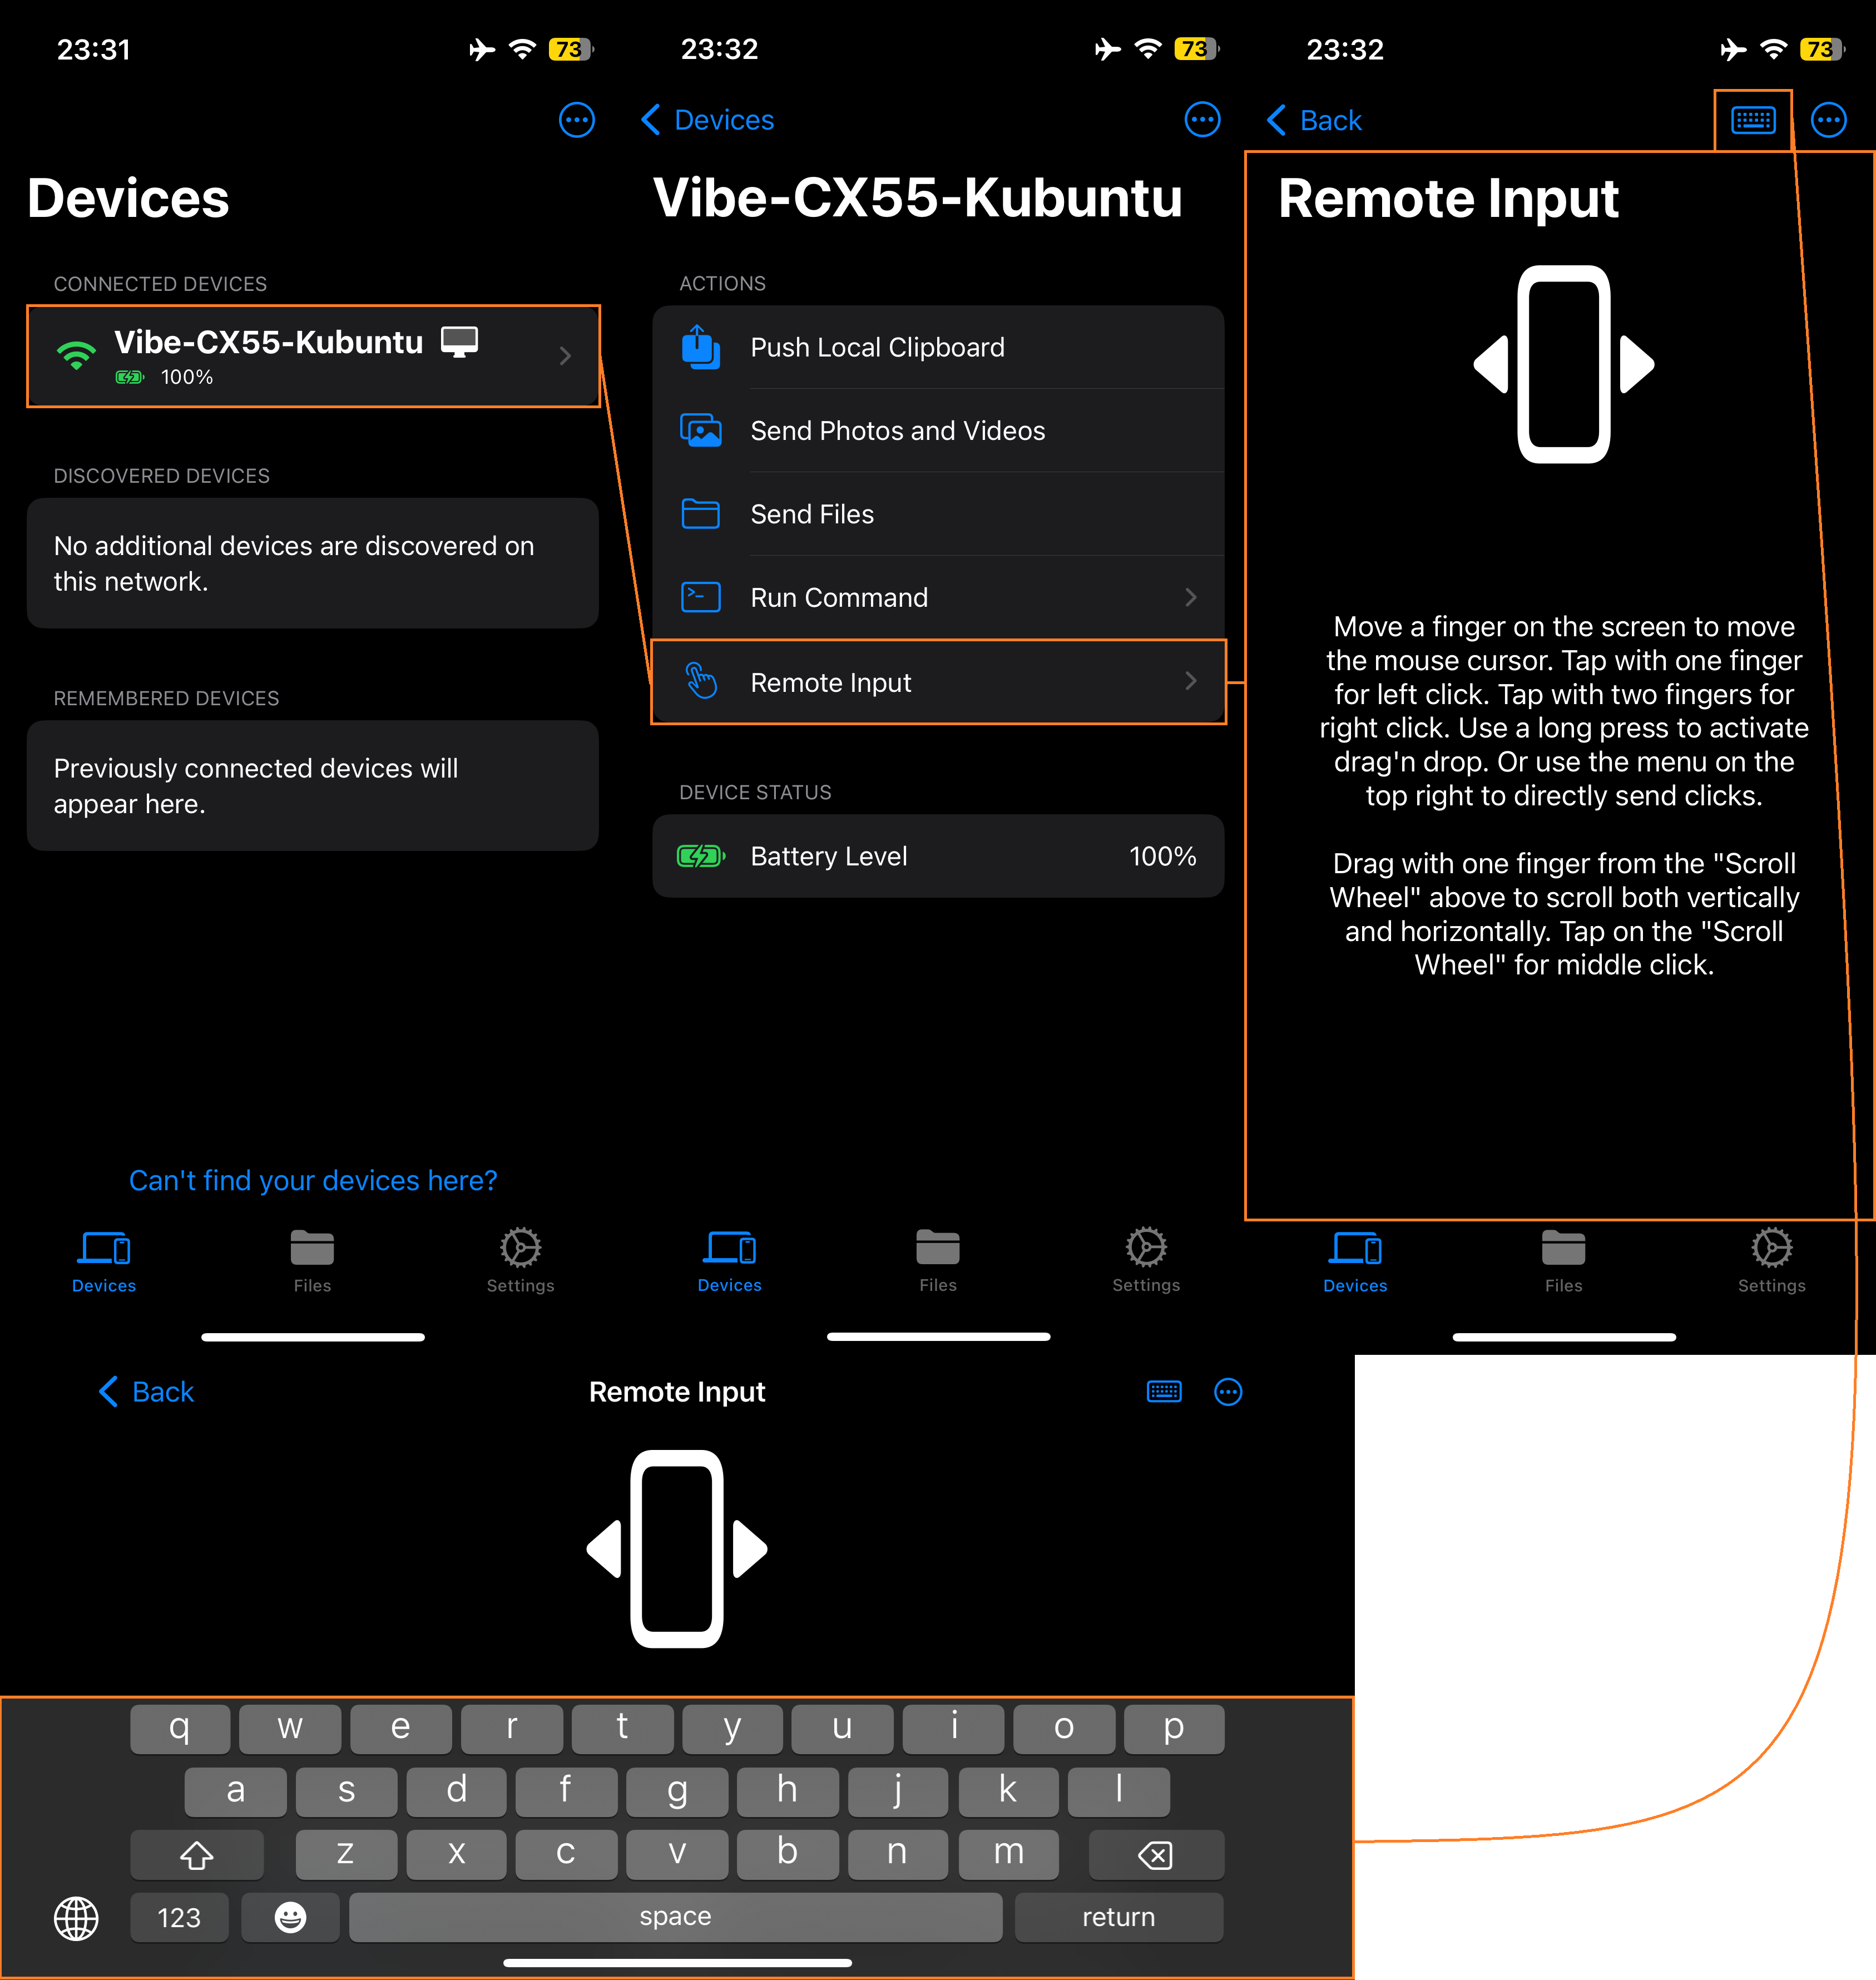 23:31
73
Devices
CONNECTED DEVICES
Vibe-CX55-Kubuntu
100%
DISCOVERED DEVICES
No additional devices are discovered on
this network.
REMEMBERED DEVICES
Previously connected devices will
appear here.
Can't find your devices here?
Devices
Files
Settings
23:32
73
Devices
Vibe-CX55-Kubuntu
ACTIONS
Push Local Clipboard
Send Photos and Videos
Send Files
Run Command
Remote Input
DEVICE STATUS
Battery Level 100%
Devices
Files
Settings
23:32
73
Back
Remote Input
Move a finger on the screen to move
the mouse cursor. Tap with one finger
for left click. Tap with two fingers for
right click. Use a long press to activate
drag'n drop. Or use the menu on the
top right to directly send clicks.
Drag with one finger from the "Scroll
Wheel" above to scroll both vertically
and horizontally. Tap on the "Scroll
Wheel" for middle click.
Devices
Files
Settings
Back
Remote Input
q w e r t y u i o p
a s d f g h j k l
z x c v b n m
123 space return